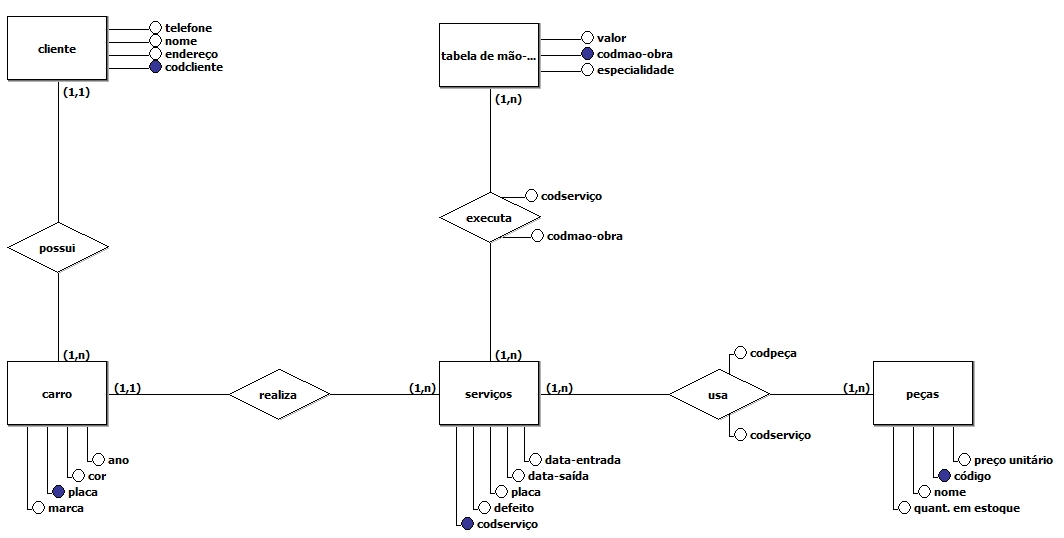 cliente
telefone
nome
endereço
codcliente
(1,1)
tabela de mão-...
valor
codmao-obra
especialidade
(1,n)
codserviço
executa
codmao-obra
possui
(1,n)
(1,n)
carro
(1,1)
realiza
(1,n)
serviços
(1,n)
codpeça
usa
codserviço
(1,n)
peças
ano
cor
placa
marca
data-entrada
data-saída
placa
defeito
codserviço
preço unitário
código
nome
quant. em estoque